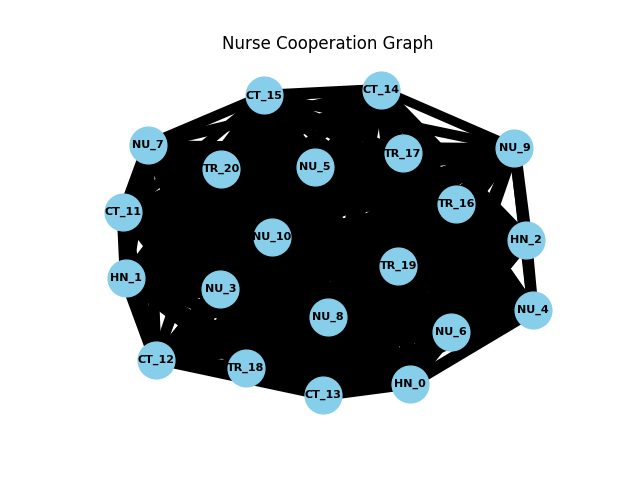 Nurse Cooperation Graph
CT_14
CT_15
NU_7
NU_9
TR_17
NU_5
TR_20
TR_16
CT_11
NU_10
HN_2
TR_19
HN_1
NU_3
NU_4
NU_8
NU_6
CT_12
TR_18
HN_0
CT_13